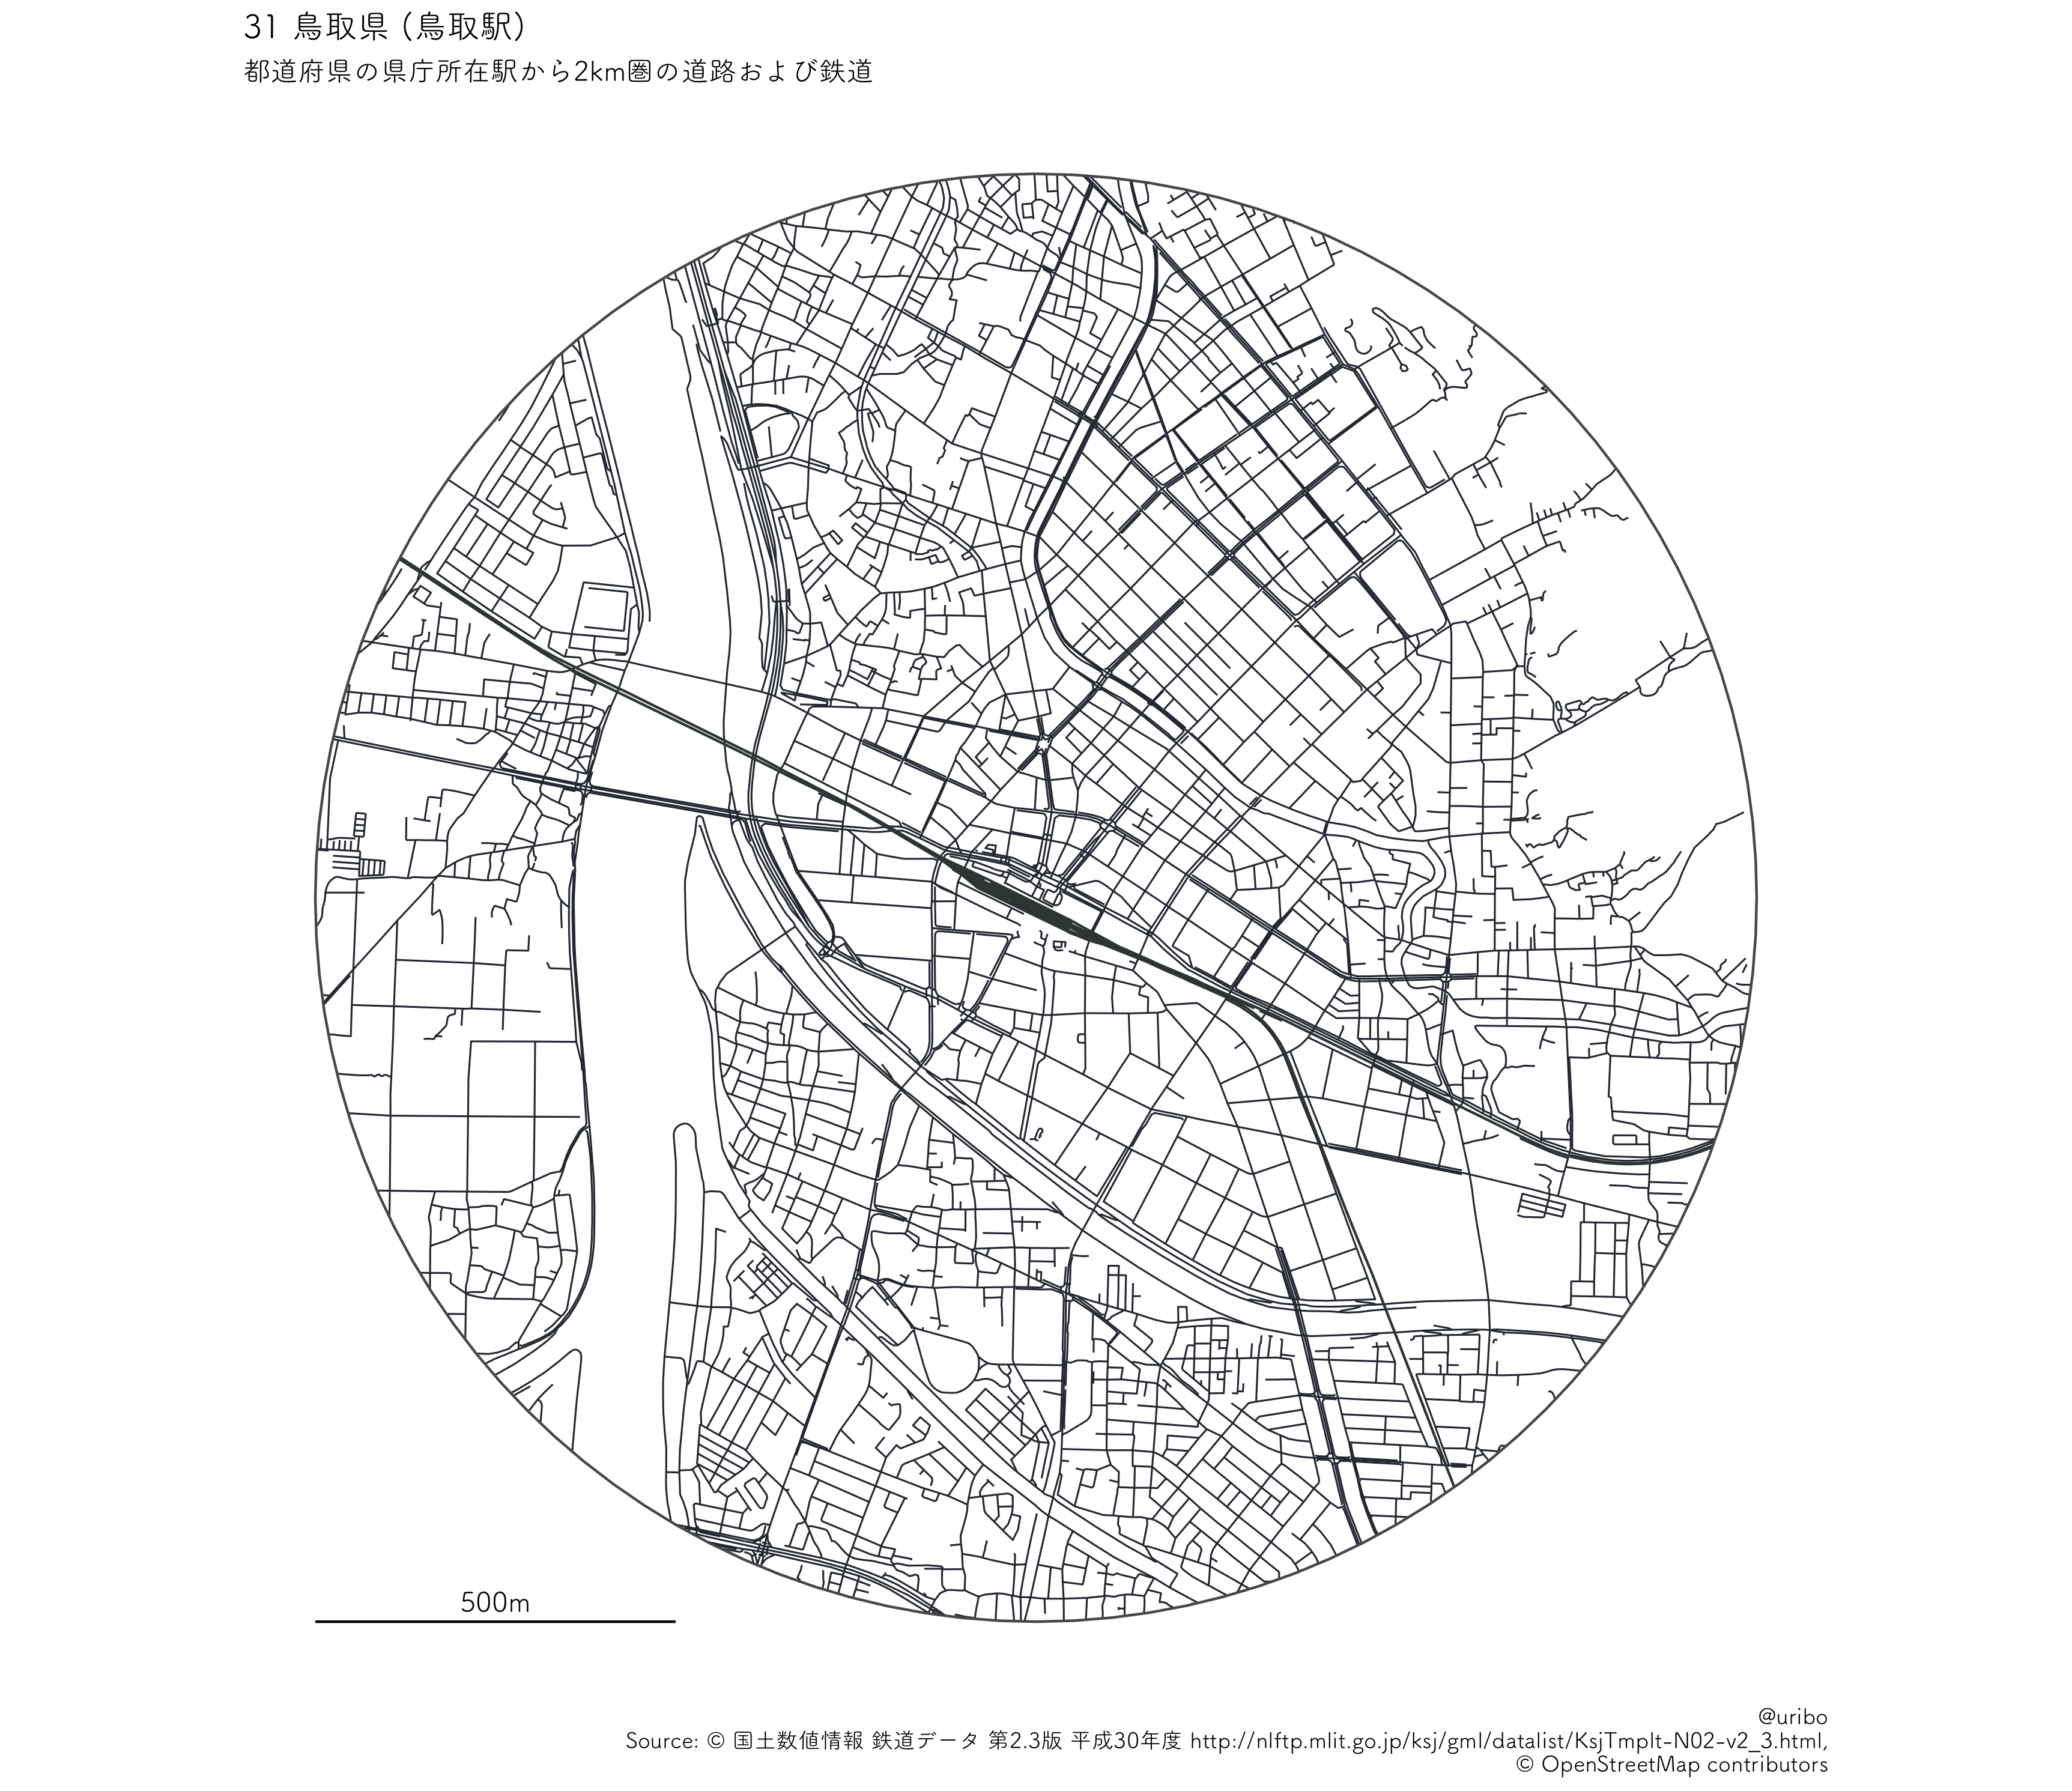 31 鳥取県 (鳥取駅)
都道府県の県庁所在駅から2km圏の道路および鉄道
500m
@uribo
Source: © 国土数値情報 鉄道データ 第2.3版 平成30年度 http://nlftp.mlit.go.jp/ksj/gml/datalist/KsjTmplt-N02-v2_3.html,
© OpenStreetMap contributors